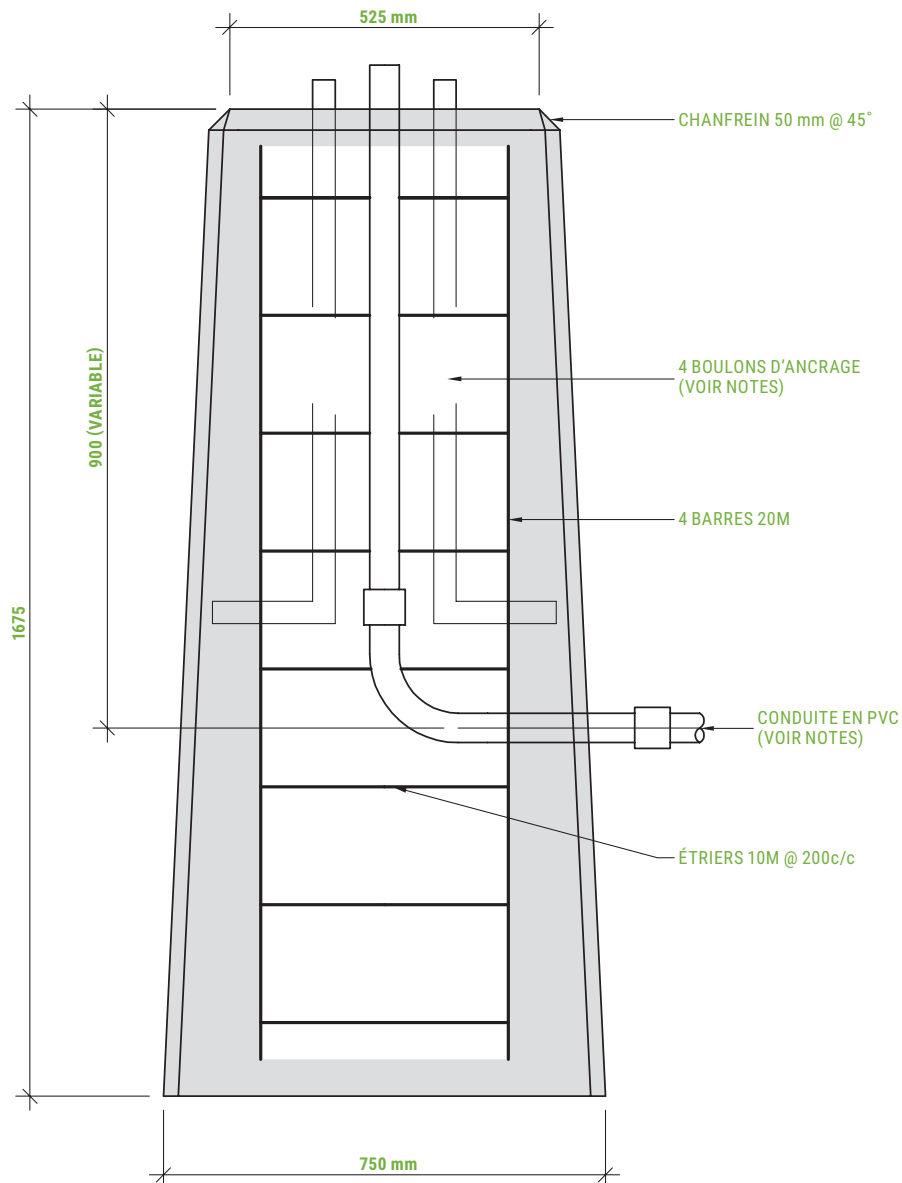 525 mm
CHANFREIN 50 mm @ 45°
900 (VARIABLE)
4 BOULONS D'ANCRAGE
(VOIR NOTES)
4 BARRES 20M
1675
CONDUITE EN PVC
(VOIR NOTES)
ÉTRIERS 10M @ 200c/c
750 mm